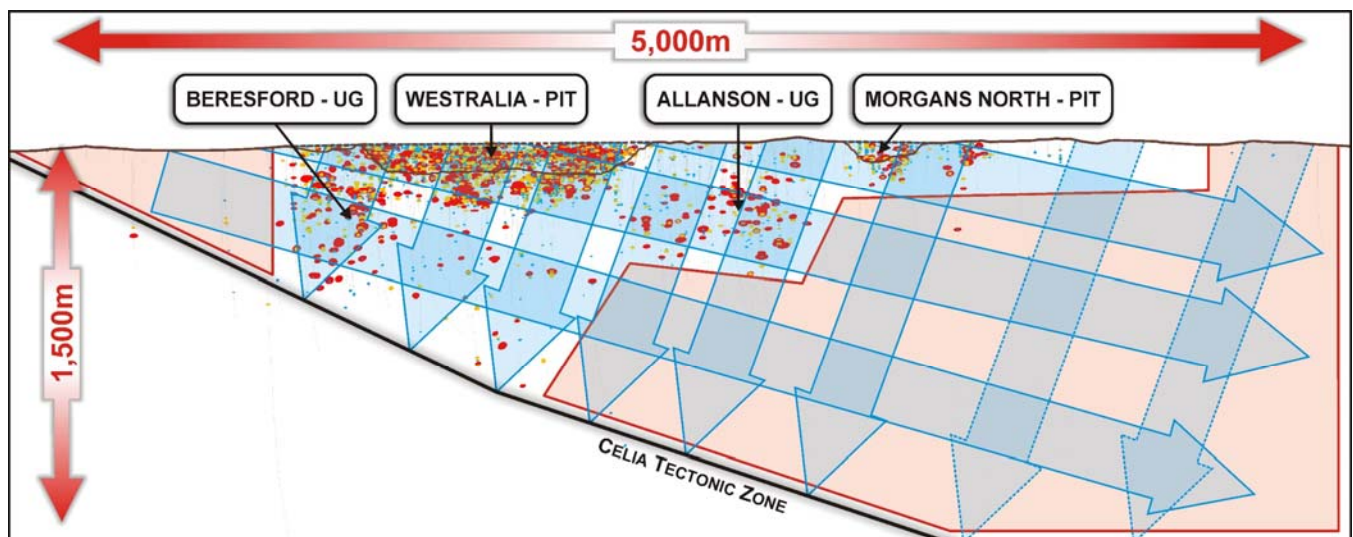 5,000m
BERESFORD - UG
WESTRALIA - PIT
ALLANSON - UG
MORGANS NORTH - PIT
1,500m
CELIA TECTONIC ZONE